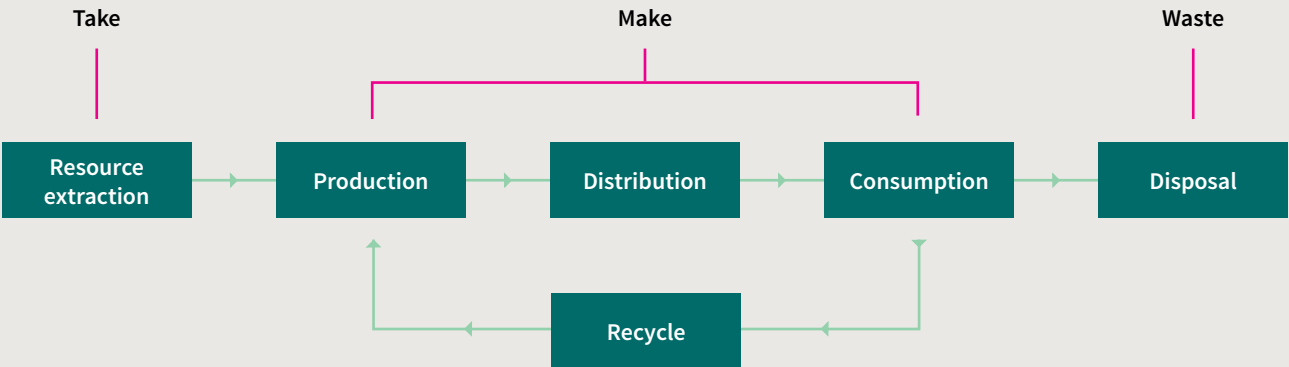 Take
Make
Waste
Resource
extraction
Production
Distribution
Consumption
Disposal
Recycle